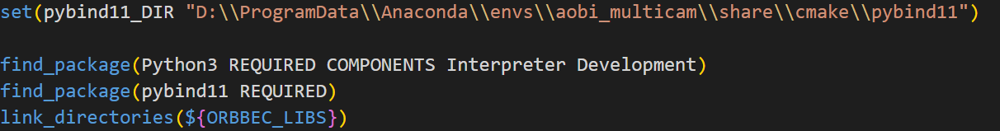 set(pybind11_DIR "D:\\ProgramData\\Anaconda\\envs\\aobi_multicam\\share\\cmake\\pybind11")
find_package(Python3 REQUIRED COMPONENTS Interpreter Development)
find_package(pybind11 REQUIRED)
link_directories(${ORBBEC_LIBS})